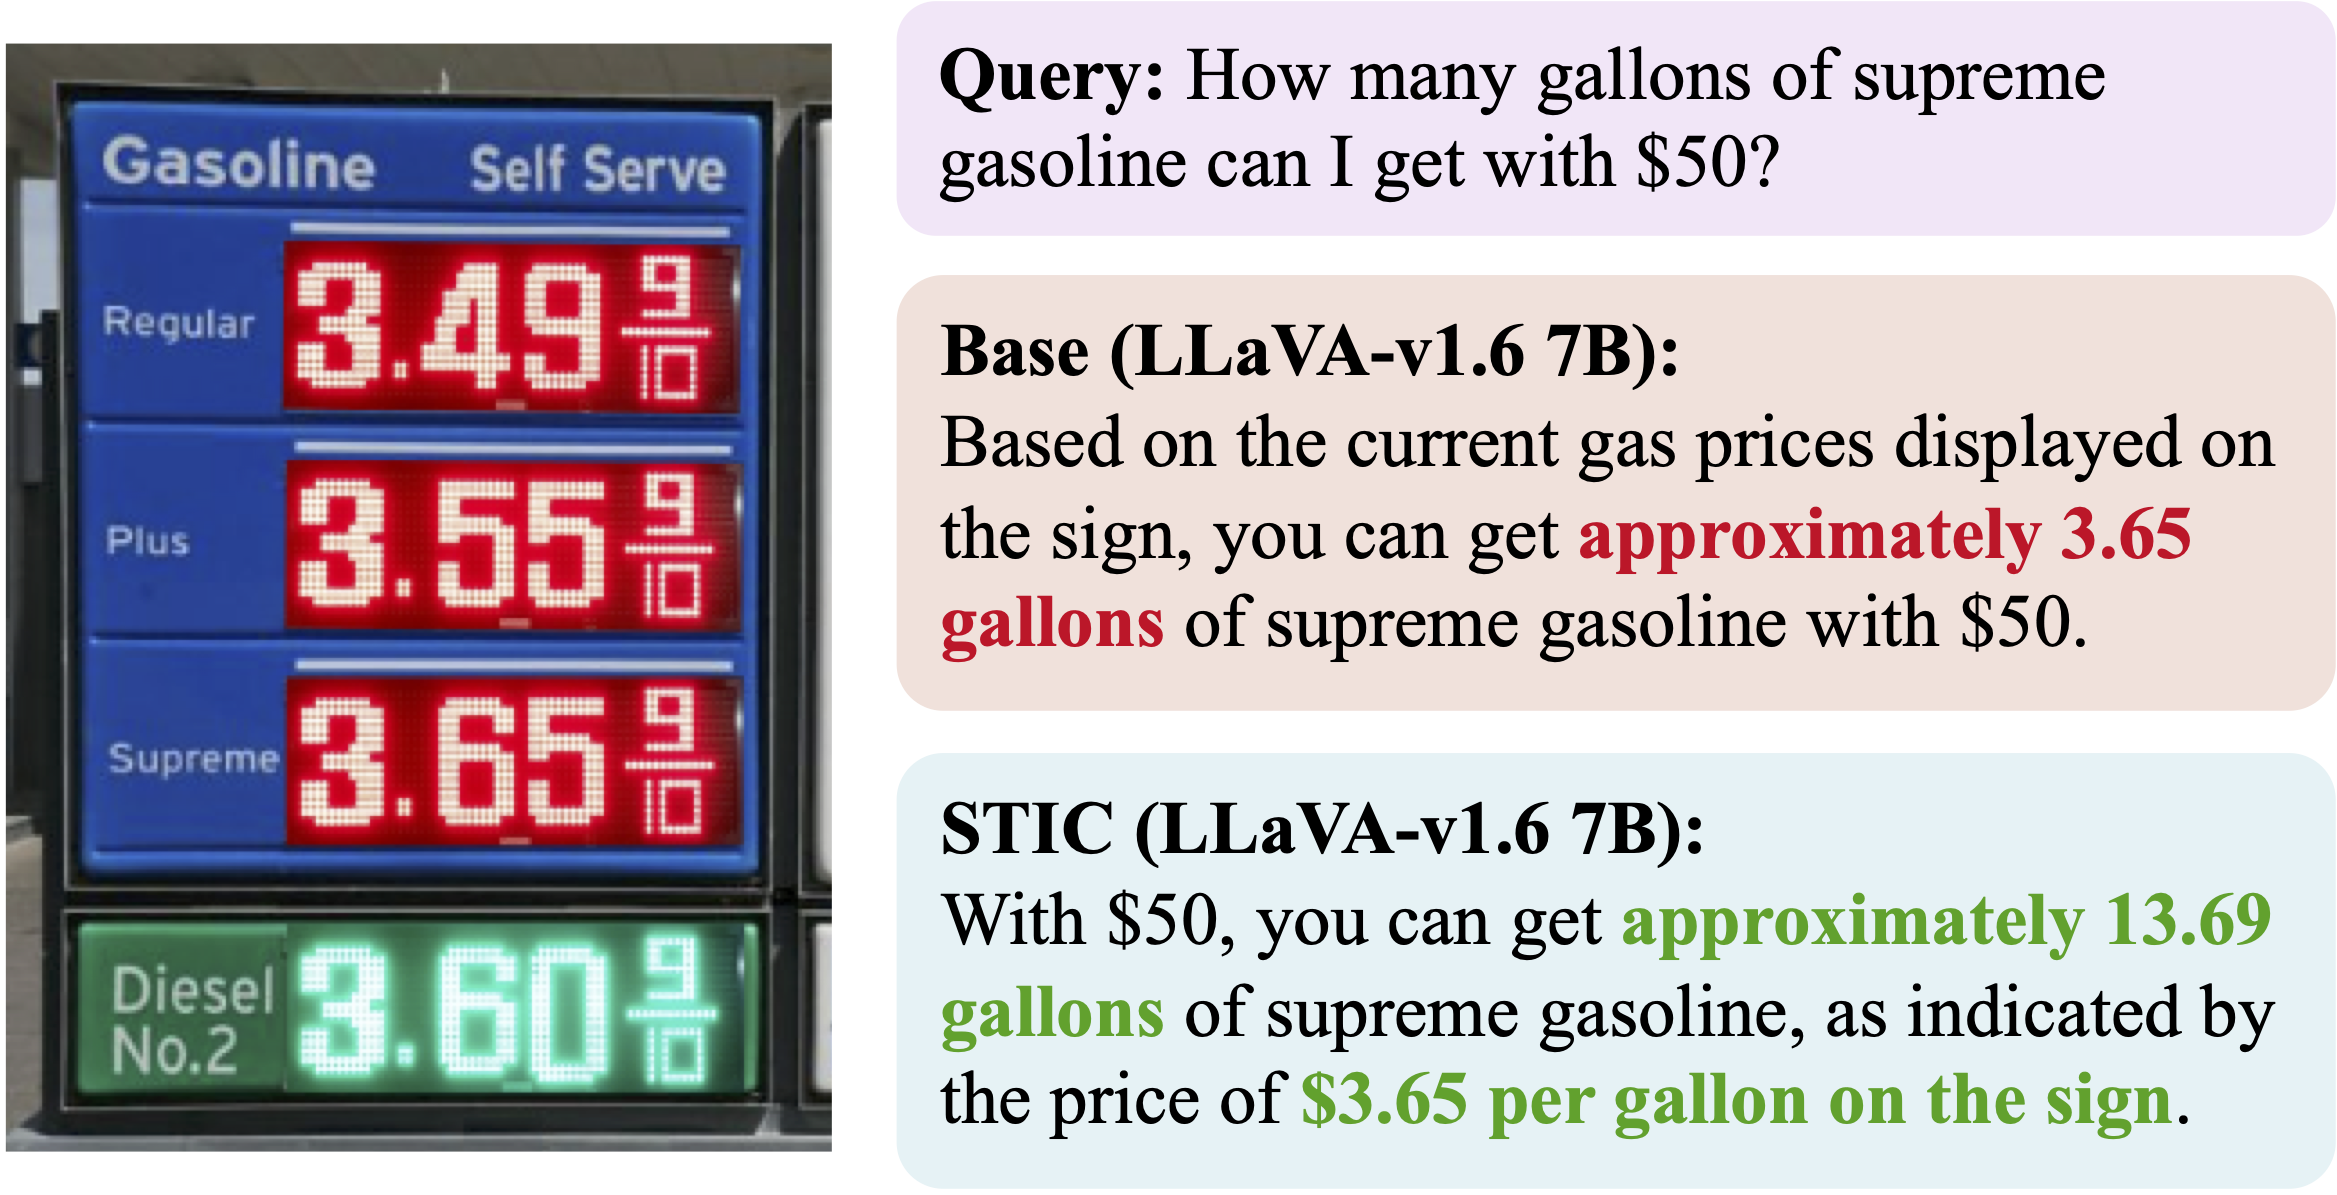 Gasoline Self Serve
Regular 3.49 9/10
Plus 3.55 9/10
Supreme 3.65 9/10
Diesel
No.2 3.60 9/10
Query: How many gallons of supreme
gasoline can I get with $50?
Base (LLaVA-v1.6 7B):
Based on the current gas prices displayed on
the sign, you can get approximately 3.65
gallons of supreme gasoline with $50.
STIC (LLaVA-v1.6 7B):
With $50, you can get approximately 13.69
gallons of supreme gasoline, as indicated by
the price of $3.65 per gallon on the sign.